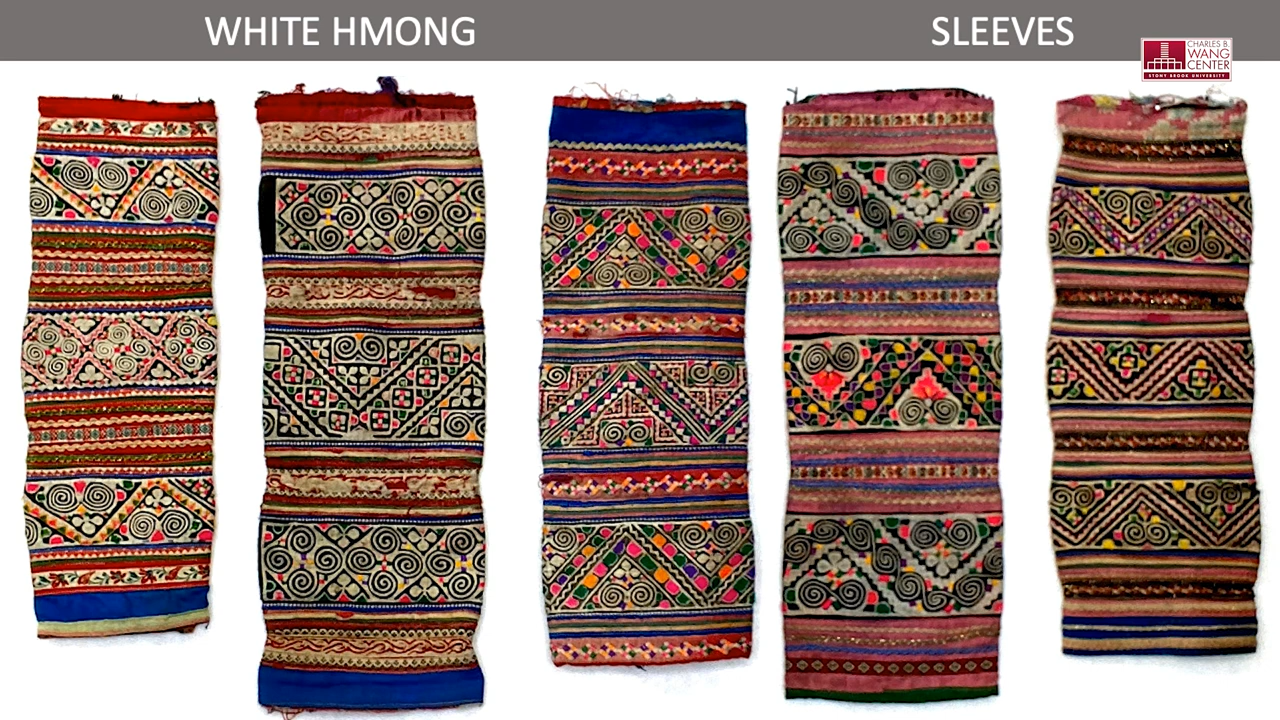 WHITE HMONG
SLEEVES
CHARLES B.
WANG
CENTER
STONY BROOK UNIVERSITY